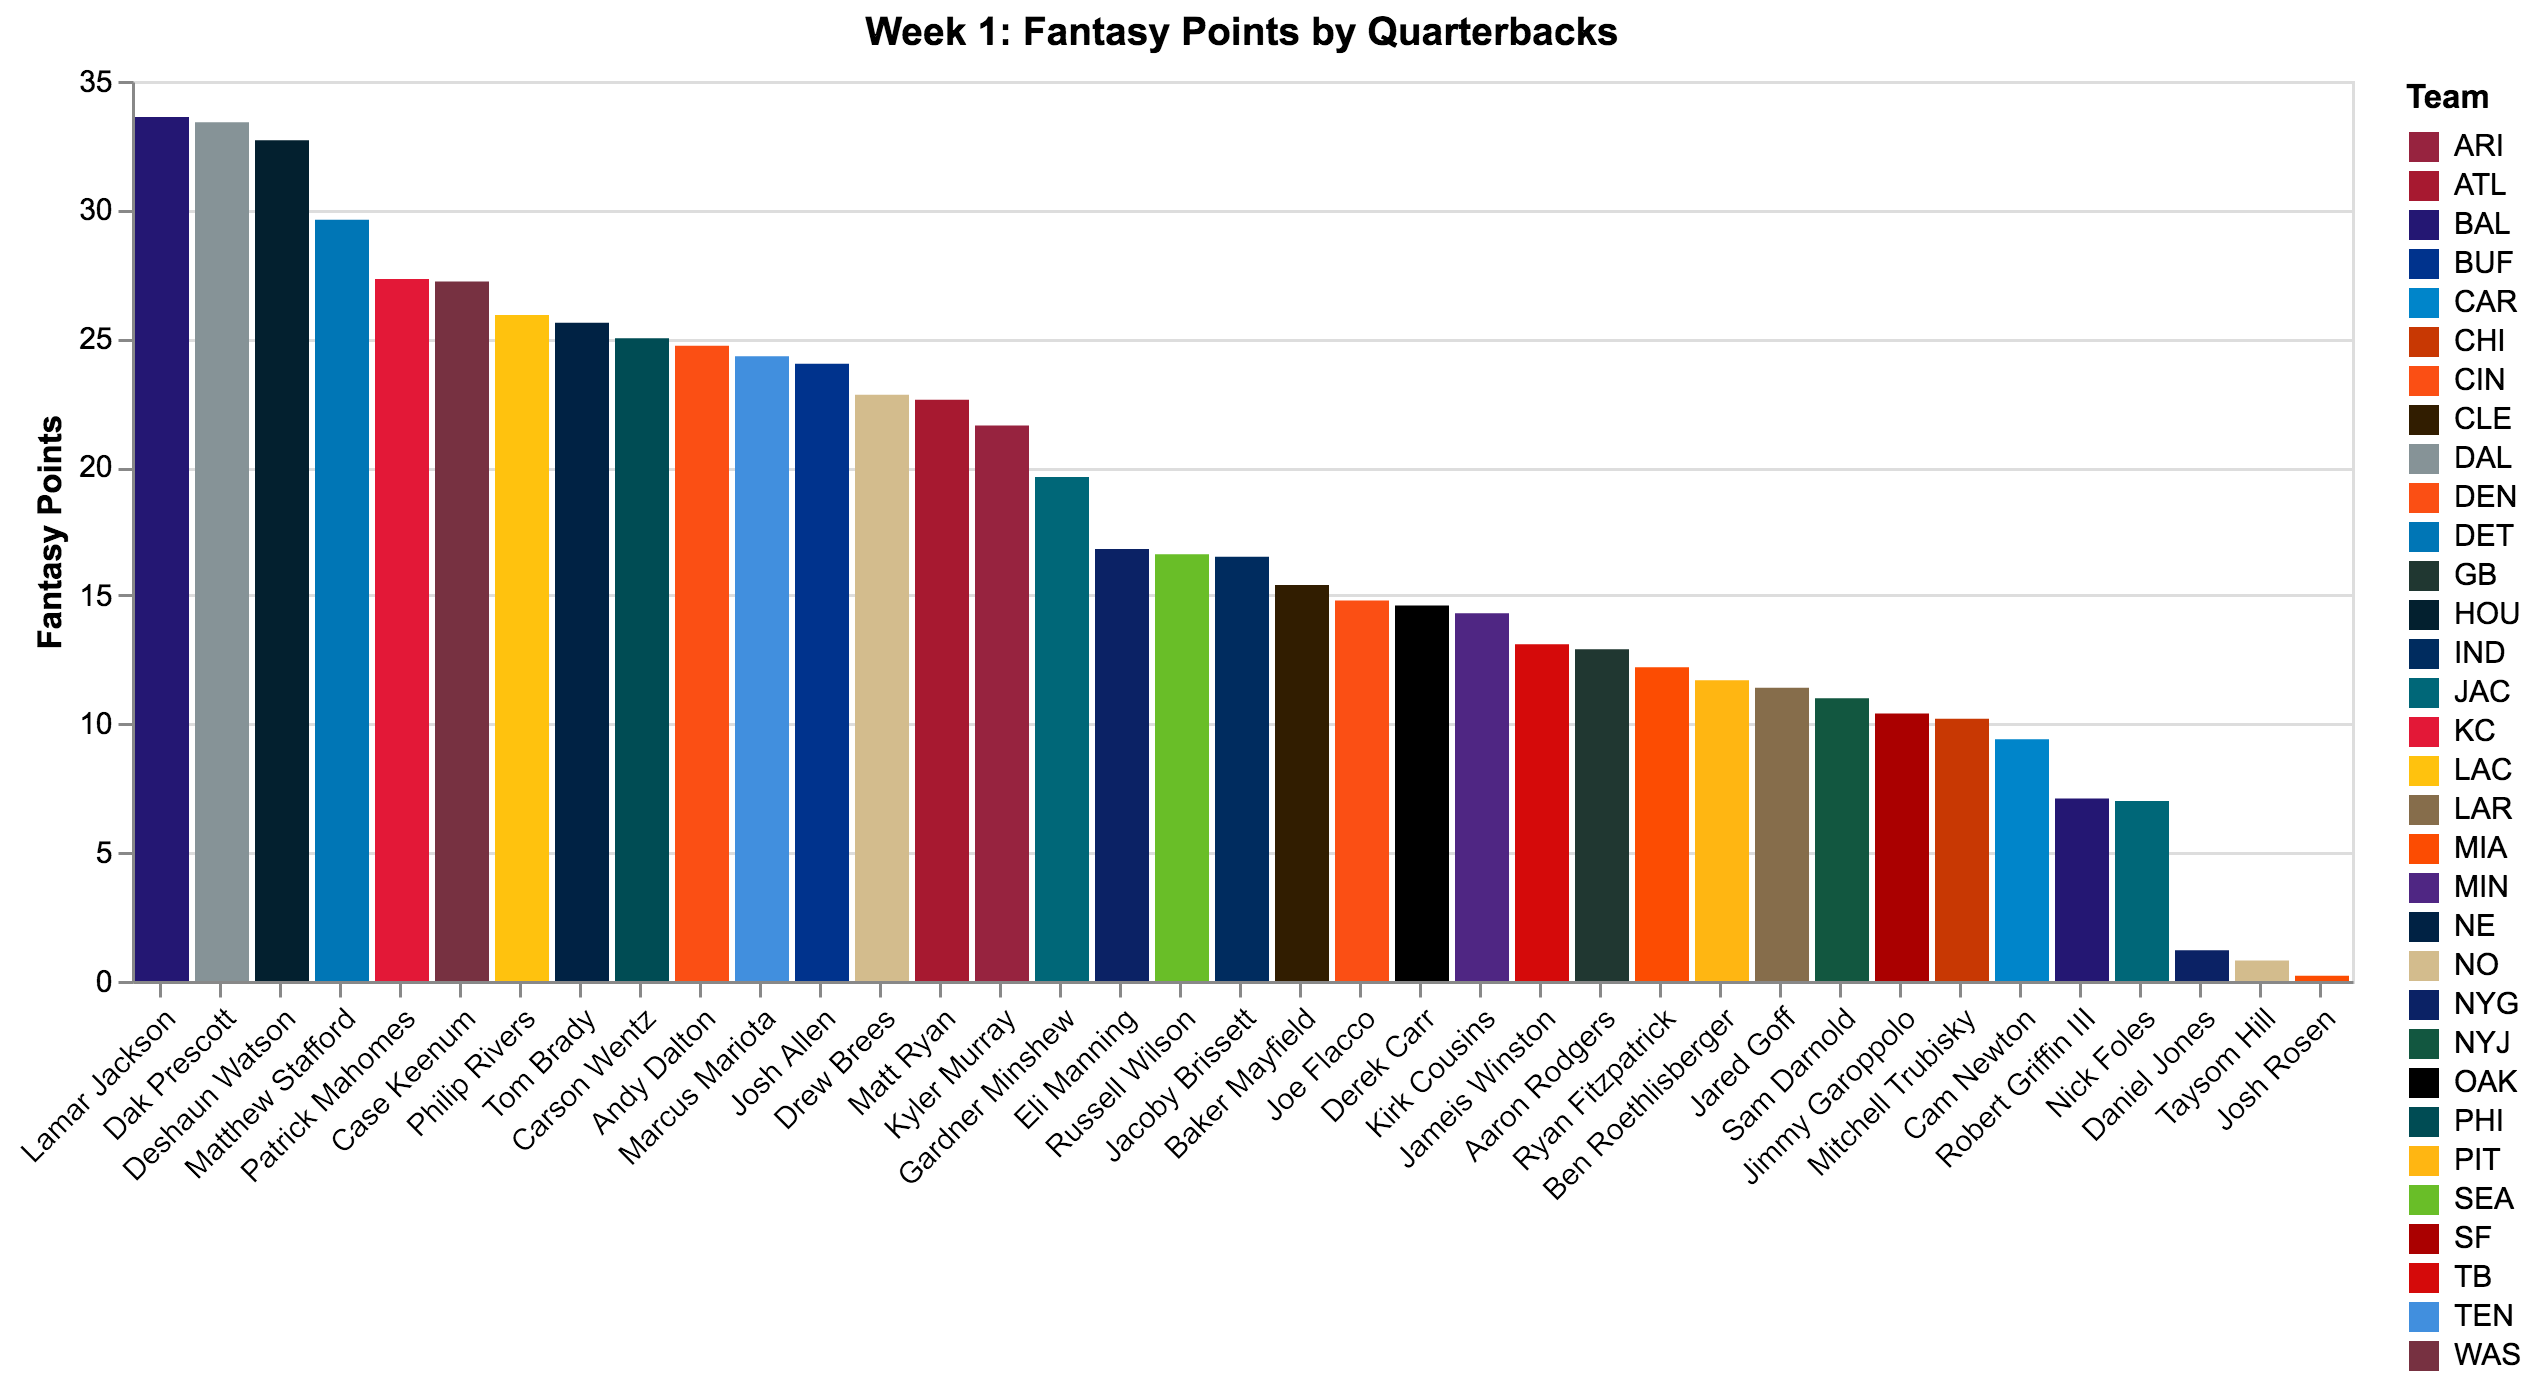 Week 1: Fantasy Points by Quarterbacks
Fantasy Points
35
30
25
20
15
10
5
0
Lamar Jackson
Dak Prescott
Deshaun Watson
Matthew Stafford
Patrick Mahomes
Case Keenum
Philip Rivers
Tom Brady
Carson Wentz
Andy Dalton
Marcus Mariota
Josh Allen
Drew Brees
Matt Ryan
Kyler Murray
Gardner Minshew
Eli Manning
Russell Wilson
Jacoby Brissett
Baker Mayfield
Joe Flacco
Derek Carr
Kirk Cousins
Jameis Winston
Aaron Rodgers
Ryan Fitzpatrick
Ben Roethlisberger
Jared Goff
Sam Darnold
Jimmy Garoppolo
Mitchell Trubisky
Cam Newton
Robert Griffin III
Nick Foles
Daniel Jones
Taysom Hill
Josh Rosen
Team
ARI
ATL
BAL
BUF
CAR
CHI
CIN
CLE
DAL
DEN
DET
GB
HOU
IND
JAC
KC
LAC
LAR
MIA
MIN
NE
NO
NYG
NYJ
OAK
PHI
PIT
SEA
SF
TB
TEN
WAS